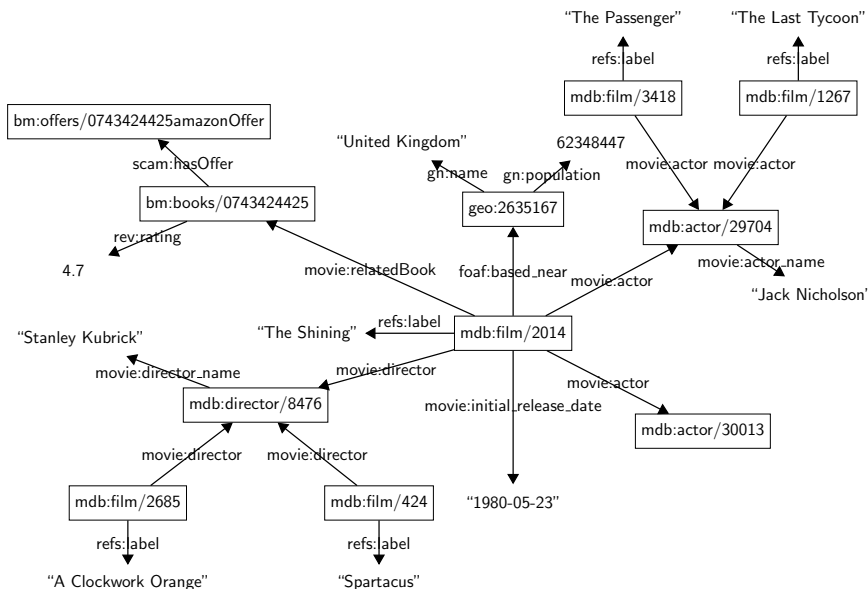 “The Passenger”
“The Last Tycoon”
refs:label
refs:label
mdb:film/3418
mdb:film/1267
bm:offers/0743424425amazonOffer
“United Kingdom”
62348447
scam:hasOffer
gn:name
gn:population
movie:actor
movie:actor
bm:books/0743424425
geo:2635167
mdb:actor/29704
rev:rating
4.7
movie:relatedBook
foaf:based_near
movie:actor
movie:actor_name
“Jack Nicholson”
“Stanley Kubrick”
“The Shining”
refs:label
mdb:film/2014
movie:director_name
movie:director
movie:actor
mdb:director/8476
movie:initial_release_date
mdb:actor/30013
movie:director
movie:director
mdb:film/2685
mdb:film/424
“1980-05-23”
refs:label
refs:label
“A Clockwork Orange”
“Spartacus”